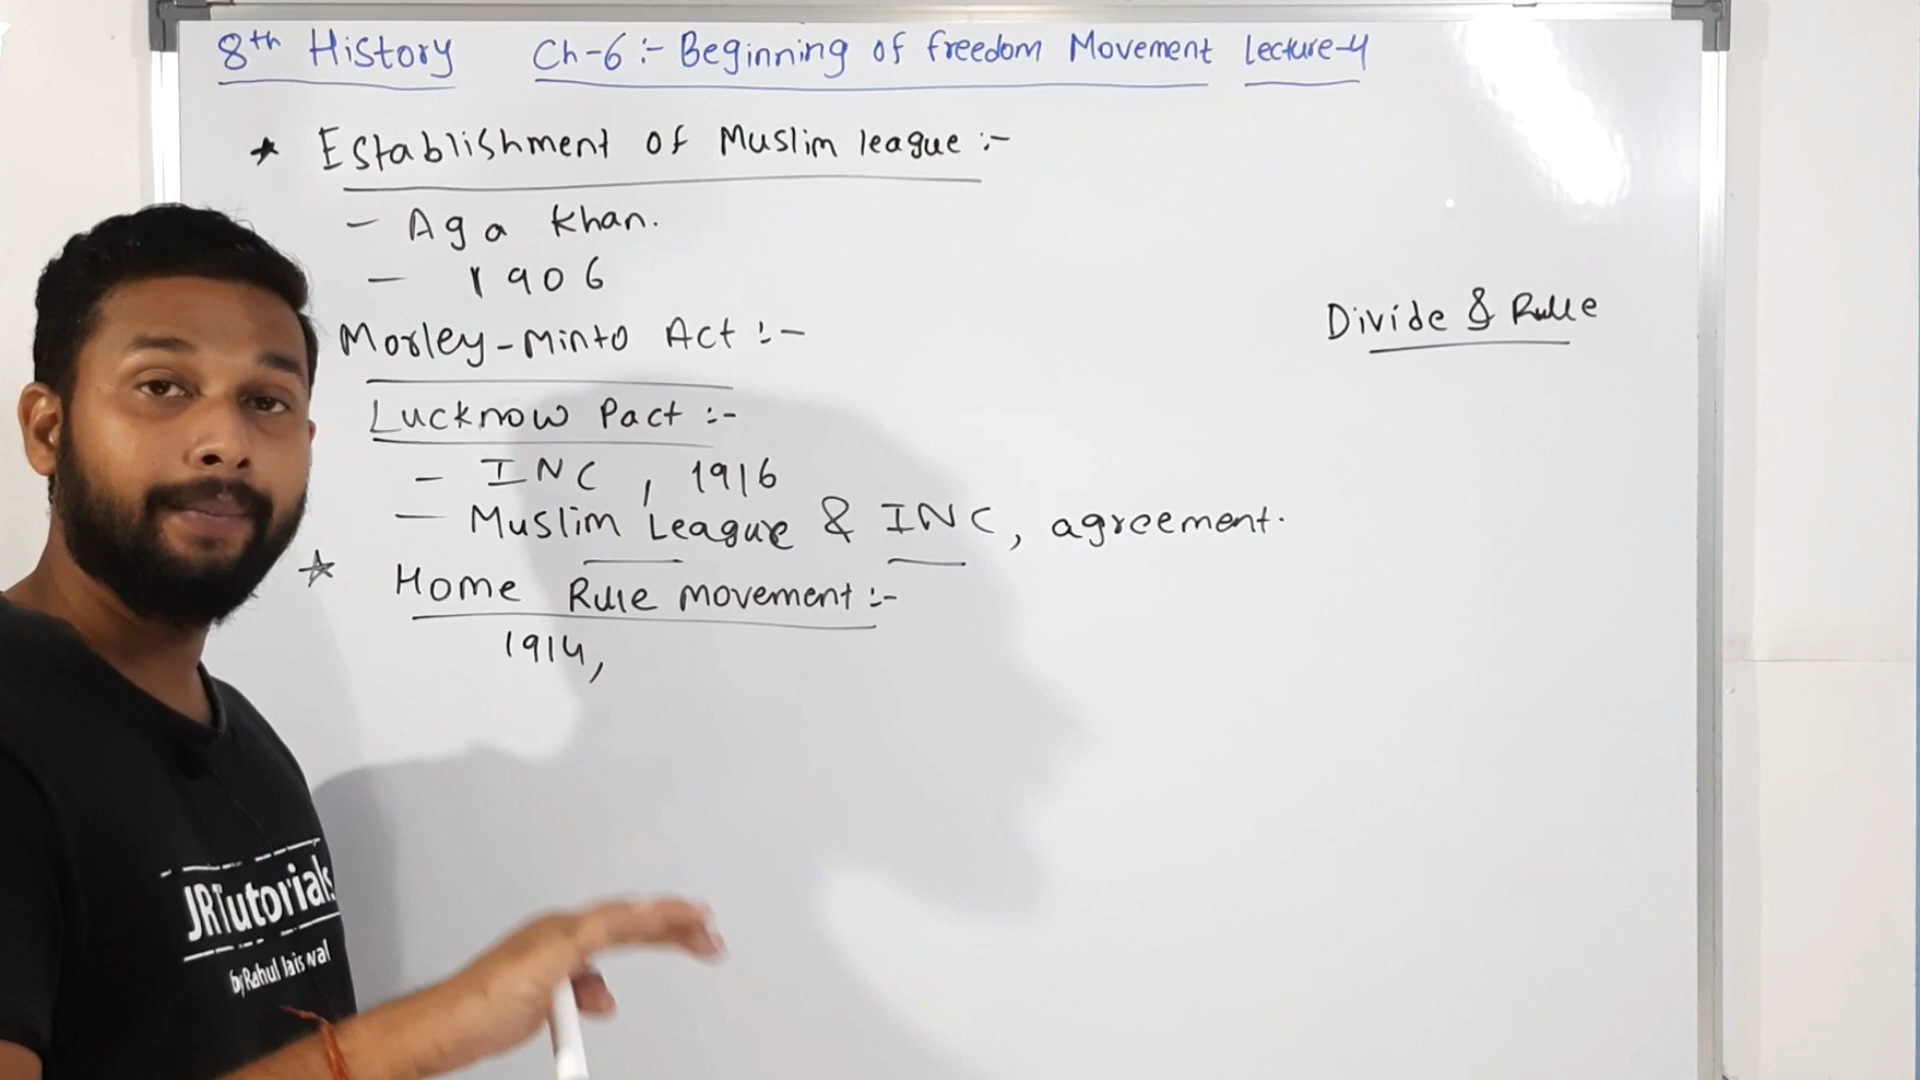 8th History Ch-6:- Beginning of freedom Movement Lecture-4
* Establishment of Muslim league :-
- Aga Khan.
- 1906
Morley-Minto Act :-
Divide & Rule
Lucknow Pact :-
- INC, 1916
- Muslim League & INC, agreement.
* Home Rule movement :-
1914,
JRTutorials
by Rahul Jaiswal